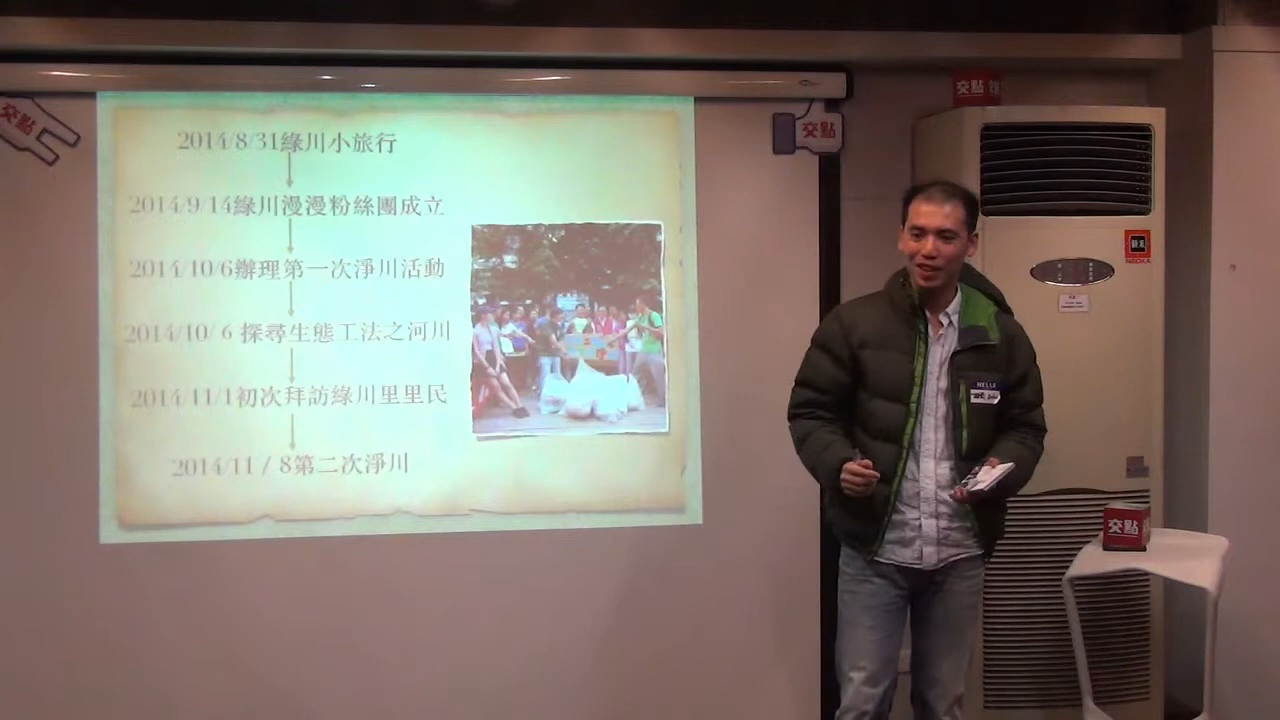 2014/8/31綠川小旅行
2014/9/14綠川漫漫粉絲團成立
2014/10/6辦理第一次淨川活動
2014/10/ 6 探尋生態工法之河川
2014/11/1初次拜訪綠川里里民
2014/11 / 8第二次淨川
交點
交點
交點
NEOKA
HELLO
交點